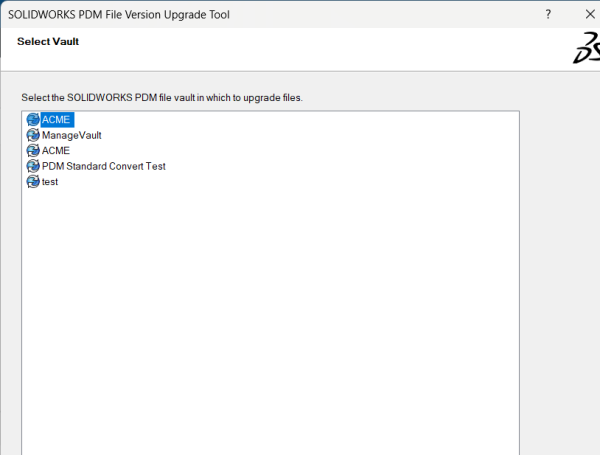 SOLIDWORKS PDM File Version Upgrade Tool ? ×
Select Vault
Select the SOLIDWORKS PDM file vault in which to upgrade files.
ACME
ManageVault
ACME
PDM Standard Convert Test
test